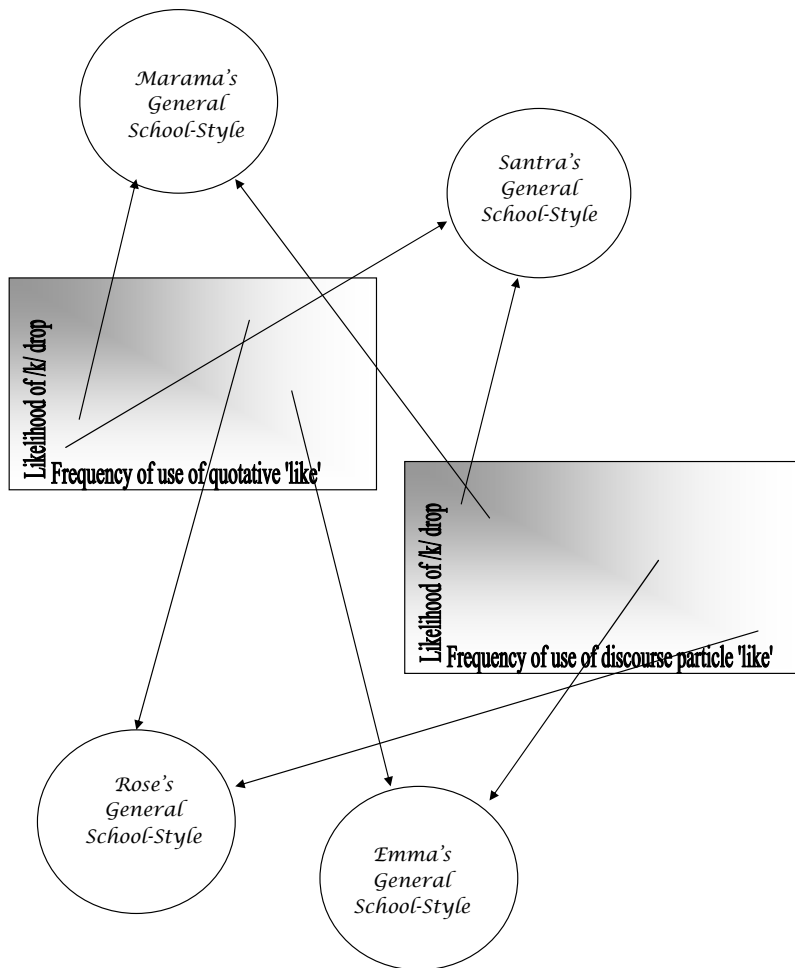 Marama's
General
School-Style
Santra's
General
School-Style
Likelihood of /k/ drop
Frequency of use of quotative 'like'
Likelihood of /k/ drop
Frequency of use of discourse particle 'like'
Rose's
General
School-Style
Emma's
General
School-Style